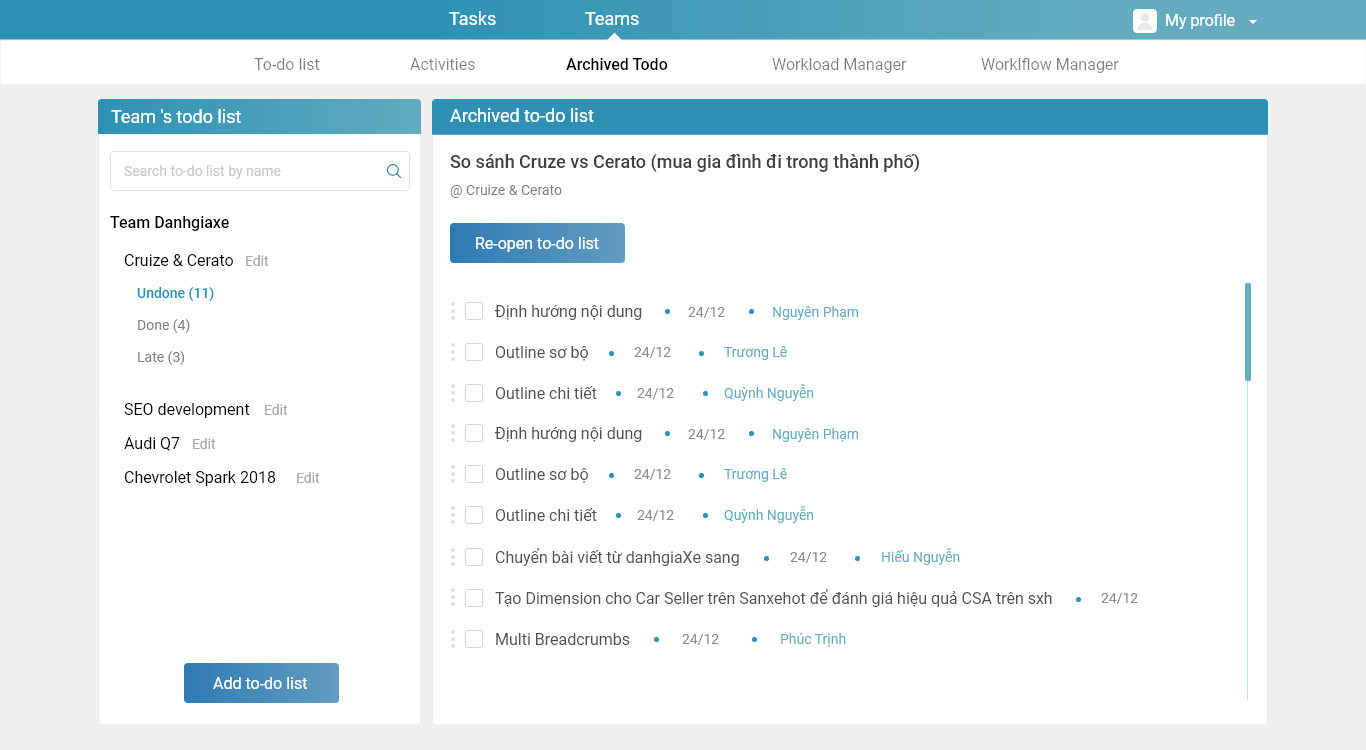 Tasks Teams My profile
To-do list Activities Archived Todo Workload Manager Worklflow Manager
Team 's todo list
Search to-do list by name
Team Danhgiaxe
Cruize & Cerato Edit
Undone (11)
Done (4)
Late (3)
SEO development Edit
Audi Q7 Edit
Chevrolet Spark 2018 Edit
Add to-do list
Archived to-do list
So sánh Cruze vs Cerato (mua gia đình đi trong thành phố)
@ Cruize & Cerato
Re-open to-do list
Định hướng nội dung • 24/12 • Nguyên Phạm
Outline sơ bộ • 24/12 • Trương Lê
Outline chi tiết • 24/12 • Quỳnh Nguyễn
Định hướng nội dung • 24/12 • Nguyên Phạm
Outline sơ bộ • 24/12 • Trương Lê
Outline chi tiết • 24/12 • Quỳnh Nguyễn
Chuyển bài viết từ danhgiaXe sang • 24/12 • Hiếu Nguyễn
Tạo Dimension cho Car Seller trên Sanxehot để đánh giá hiệu quả CSA trên sxh • 24/12
Multi Breadcrumbs • 24/12 • Phúc Trịnh